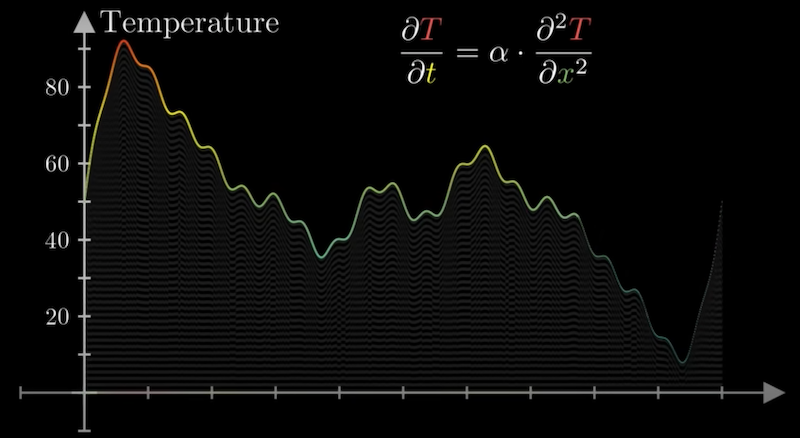 Temperature
∂T/∂t = α · ∂²T/∂x²
80
60
40
20